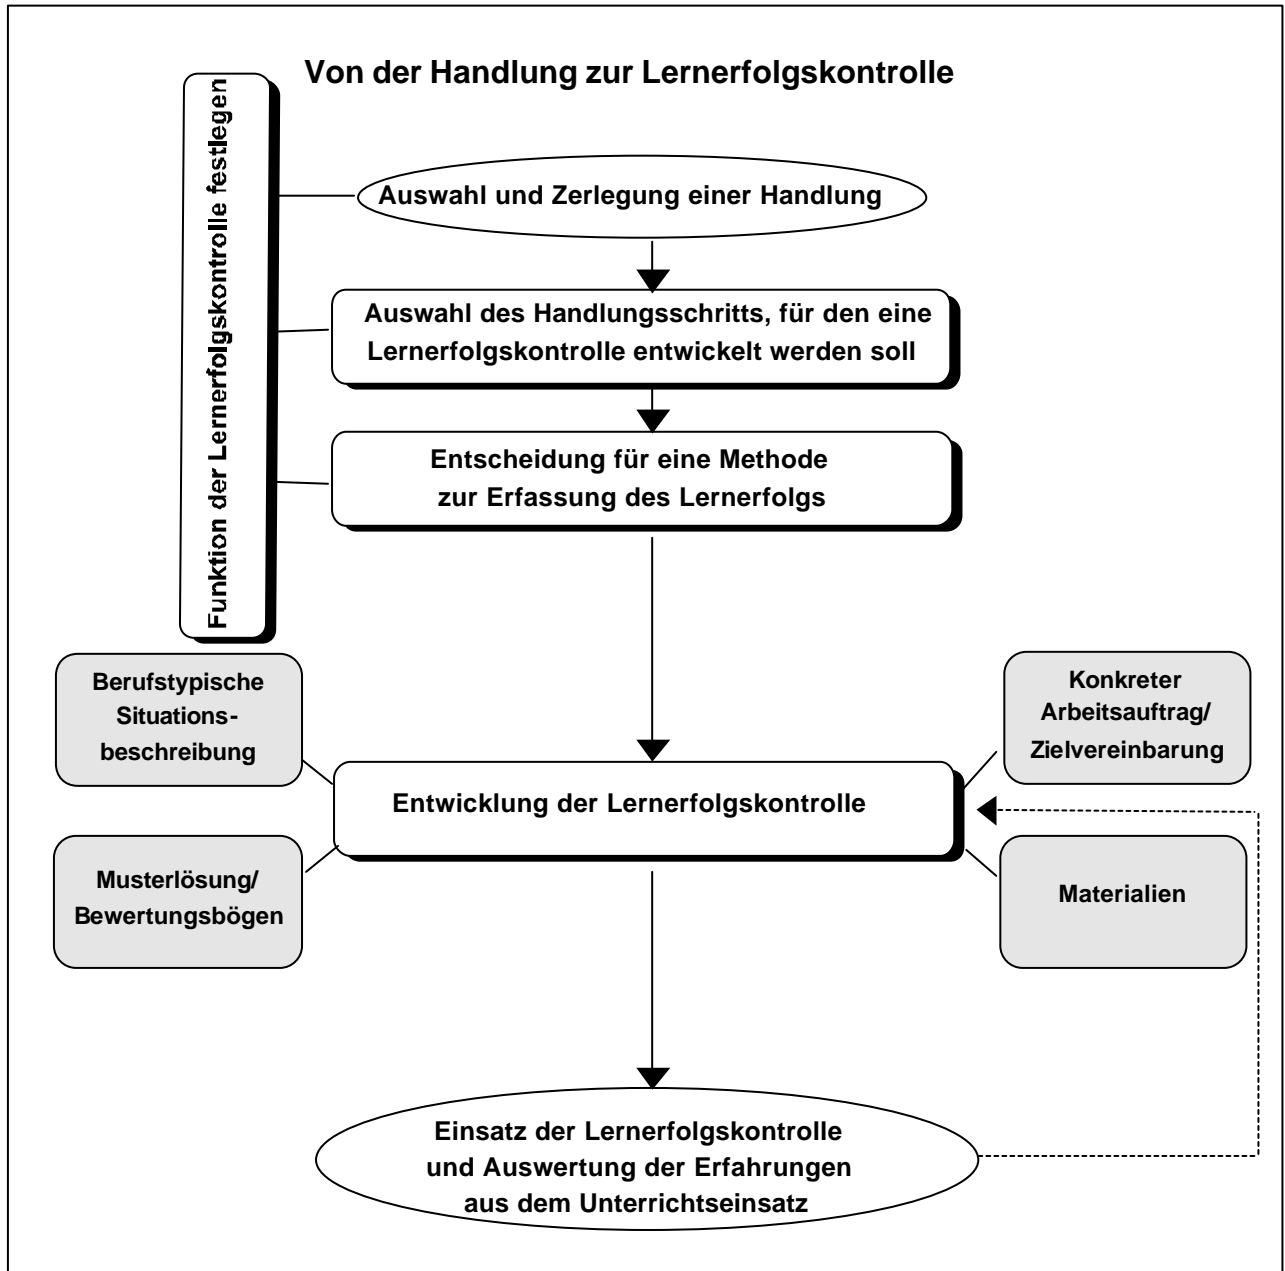 Von der Handlung zur Lernerfolgskontrolle
Funktion der Lernerfolgskontrolle festlegen
Auswahl und Zerlegung einer Handlung
Auswahl des Handlungsschritts, für den eine
Lernerfolgskontrolle entwickelt werden soll
Entscheidung für eine Methode
zur Erfassung des Lernerfolgs
Berufstypische
Situations-
beschreibung
Konkreter
Arbeitsauftrag/
Zielvereinbarung
Entwicklung der Lernerfolgskontrolle
Musterlösung/
Bewertungsbögen
Materialien
Einsatz der Lernerfolgskontrolle
und Auswertung der Erfahrungen
aus dem Unterrichtseinsatz